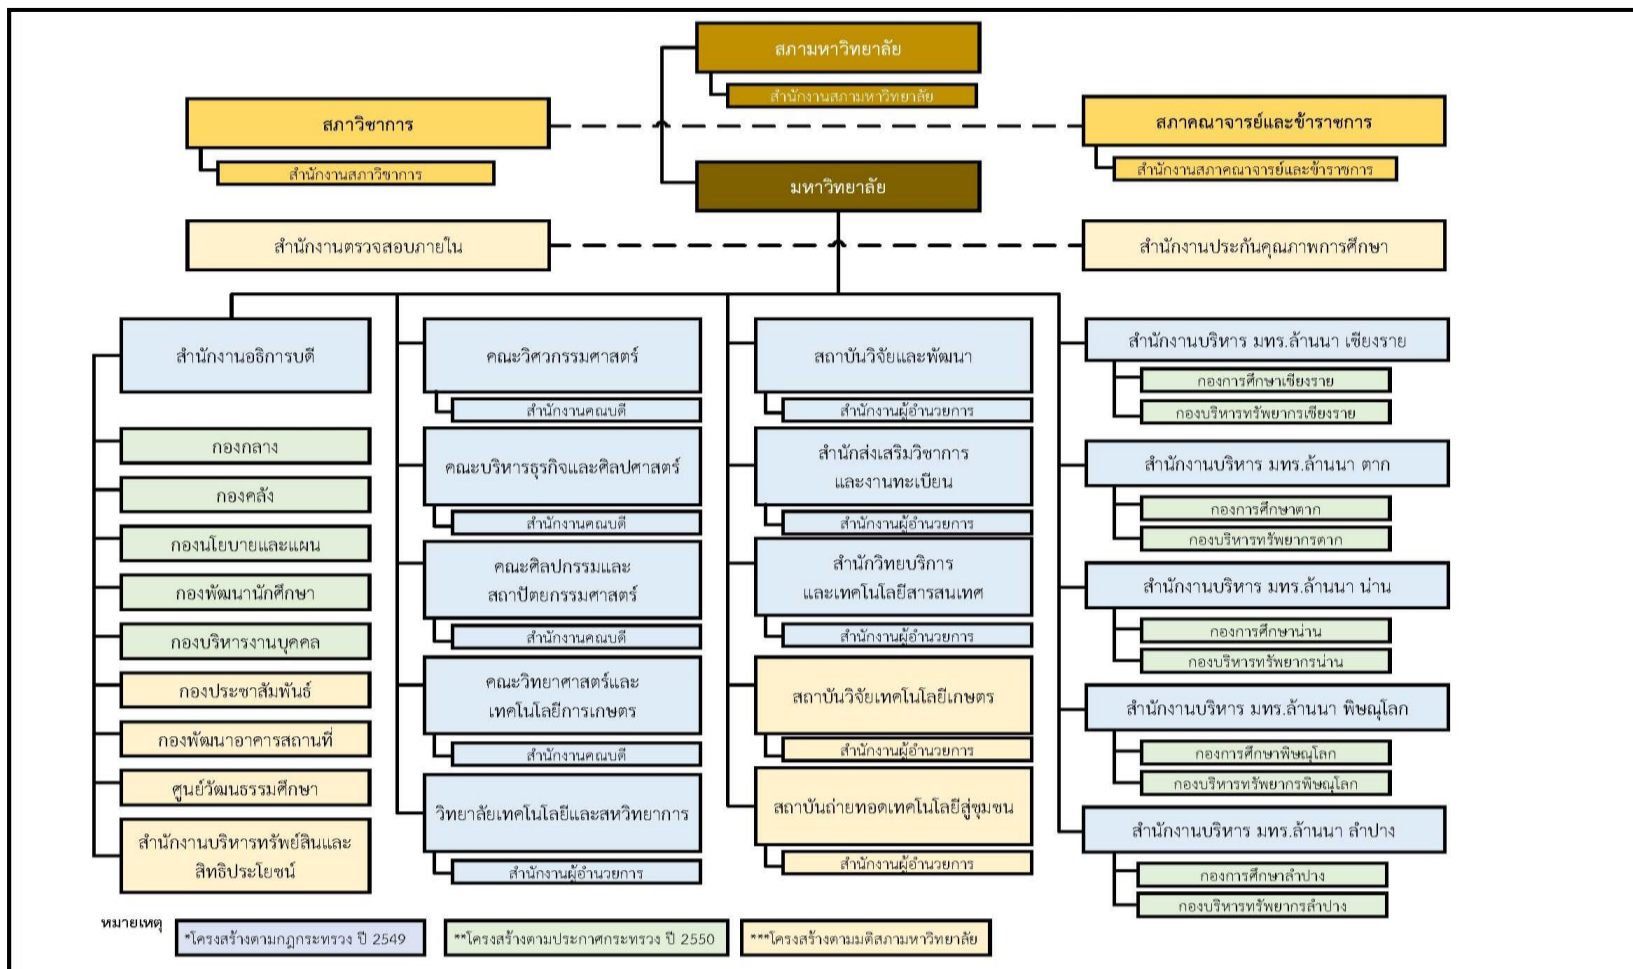 สภามหาวิทยาลัย
สำนักงานสภามหาวิทยาลัย
สภาวิชาการ
สำนักงานสภาวิชาการ
สภาคณาจารย์และข้าราชการ
สำนักงานสภาคณาจารย์และข้าราชการ
มหาวิทยาลัย
สำนักงานตรวจสอบภายใน
สำนักงานประกันคุณภาพการศึกษา
สำนักงานอธิการบดี
กองกลาง
กองคลัง
กองนโยบายและแผน
กองพัฒนานักศึกษา
กองบริหารงานบุคคล
กองประชาสัมพันธ์
กองพัฒนาอาคารสถานที่
ศูนย์วัฒนธรรมศึกษา
สำนักงานบริหารทรัพย์สินและ
สิทธิประโยชน์
คณะวิศวกรรมศาสตร์
สำนักงานคณบดี
คณะบริหารธุรกิจและศิลปศาสตร์
สำนักงานคณบดี
คณะศิลปกรรมและ
สถาปัตยกรรมศาสตร์
สำนักงานคณบดี
คณะวิทยาศาสตร์และ
เทคโนโลยีการเกษตร
สำนักงานคณบดี
วิทยาลัยเทคโนโลยีและสหวิทยาการ
สำนักงานผู้อำนวยการ
สถาบันวิจัยและพัฒนา
สำนักงานผู้อำนวยการ
สำนักส่งเสริมวิชาการ
และงานทะเบียน
สำนักงานผู้อำนวยการ
สำนักวิทยบริการ
และเทคโนโลยีสารสนเทศ
สำนักงานผู้อำนวยการ
สถาบันวิจัยเทคโนโลยีเกษตร
สำนักงานผู้อำนวยการ
สถาบันถ่ายทอดเทคโนโลยีสู่ชุมชน
สำนักงานผู้อำนวยการ
สำนักงานบริหาร มทร.ล้านนา เชียงราย
กองการศึกษาเชียงราย
กองบริหารทรัพยากรเชียงราย
สำนักงานบริหาร มทร.ล้านนา ตาก
กองการศึกษาตาก
กองบริหารทรัพยากรตาก
สำนักงานบริหาร มทร.ล้านนา น่าน
กองการศึกษาน่าน
กองบริหารทรัพยากรน่าน
สำนักงานบริหาร มทร.ล้านนา พิษณุโลก
กองการศึกษาพิษณุโลก
กองบริหารทรัพยากรพิษณุโลก
สำนักงานบริหาร มทร.ล้านนา ลำปาง
กองการศึกษาลำปาง
กองบริหารทรัพยากรลำปาง
หมายเหตุ
*โครงสร้างตามกฎกระทรวง ปี 2549
**โครงสร้างตามประกาศกระทรวง ปี 2550
***โครงสร้างตามมติสภามหาวิทยาลัย